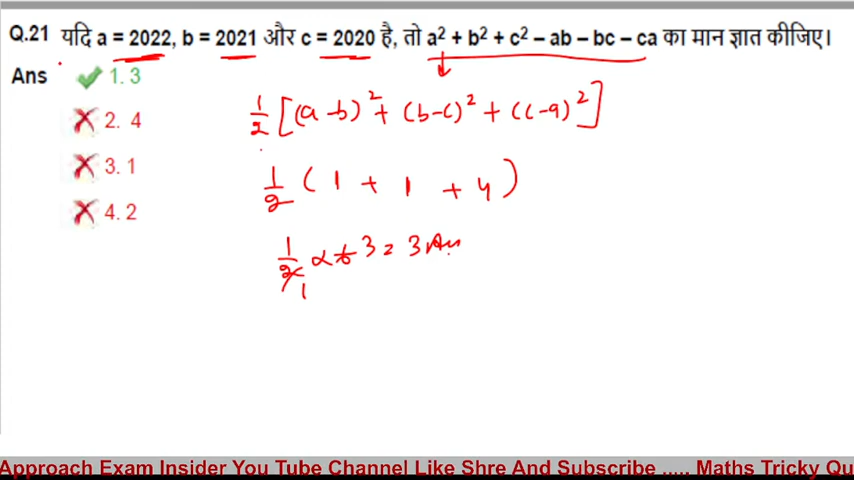 Q.21 यदि a = 2022, b = 2021 और c = 2020 है, तो a² + b² + c² – ab – bc – ca का मान ज्ञात कीजिए।
Ans 1. 3
2. 4
3. 1
4. 2
1/2 [(a-b)² + (b-c)² + (c-a)²]
1/2 (1 + 1 + 4)
1/2 × 6 3 = 3 Ans
1
Approach Exam Insider You Tube Channel Like Shre And Subscribe ..... Maths Tricky Qu